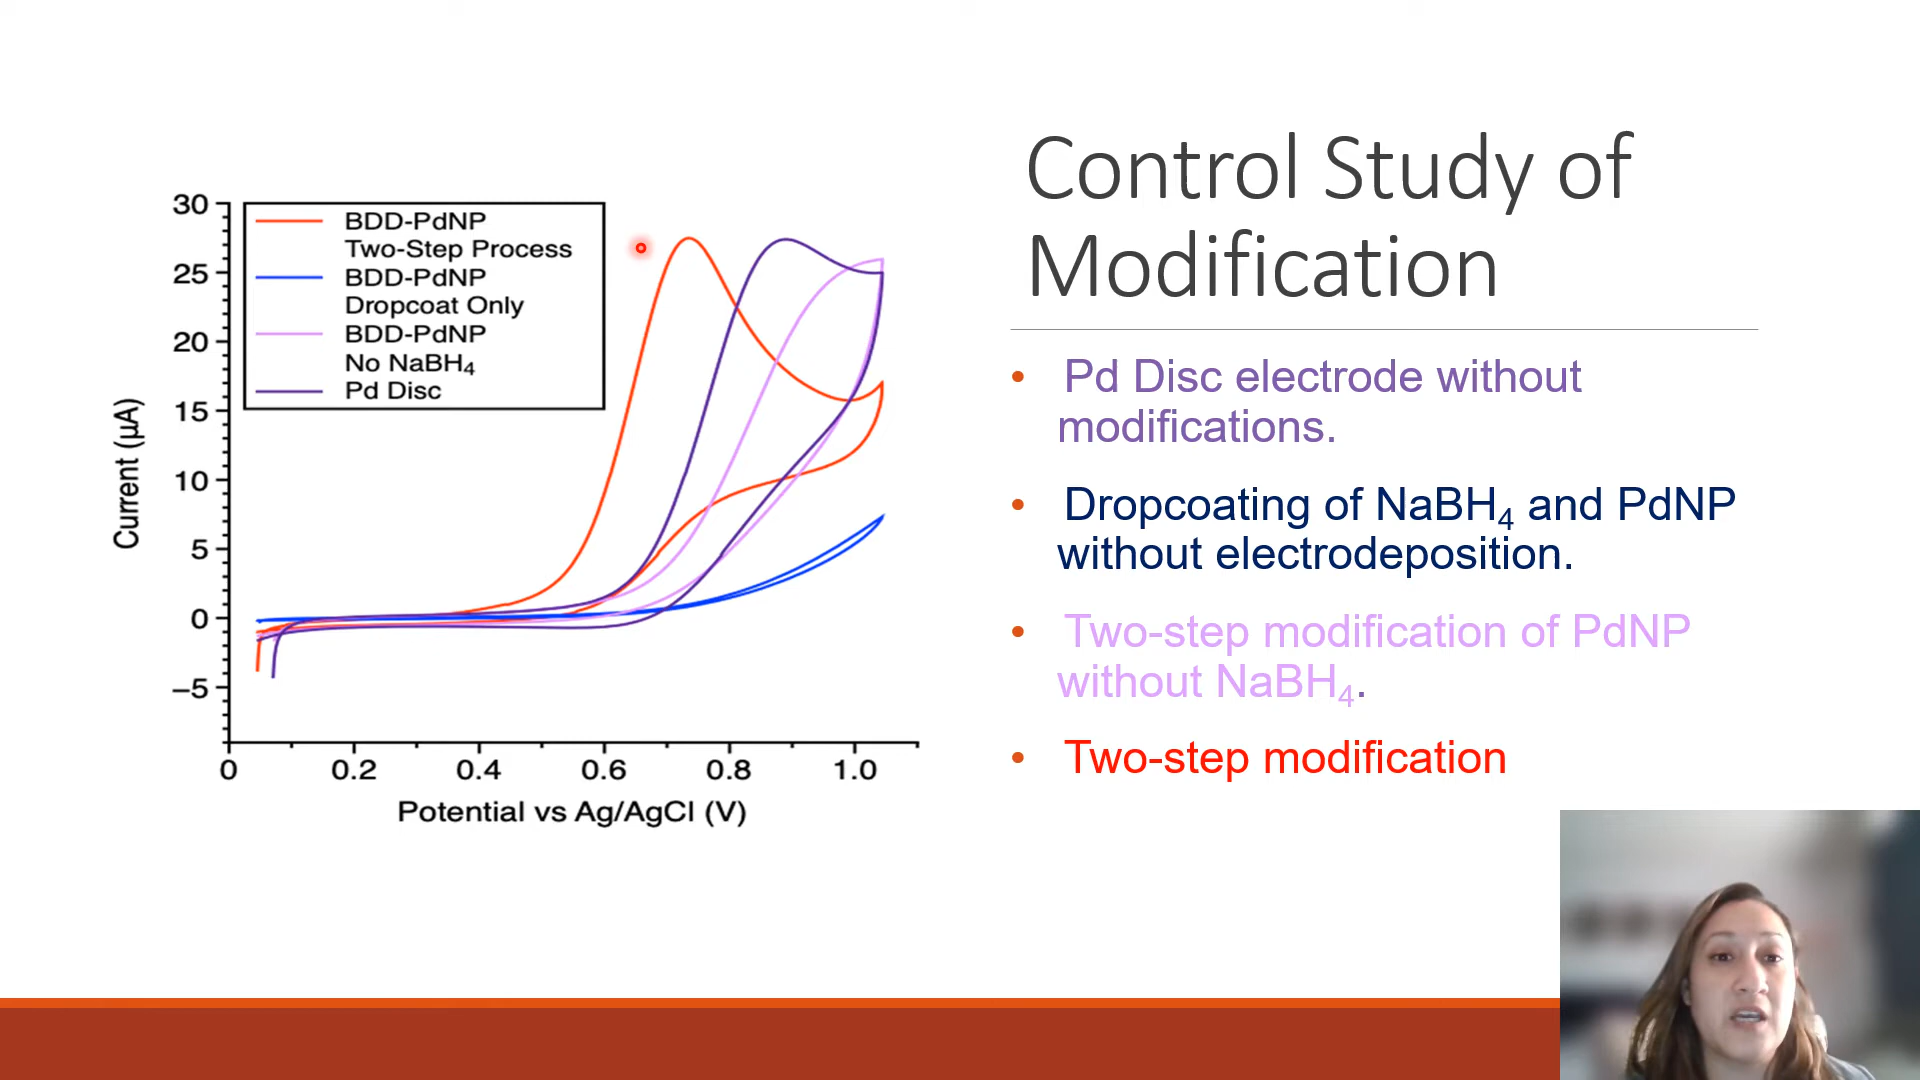 Control Study of
Modification
30
25
20
15
10
5
0
–5
Current (µA)
BDD-PdNP
Two-Step Process
BDD-PdNP
Dropcoat Only
BDD-PdNP
No NaBH₄
Pd Disc
0 0.2 0.4 0.6 0.8 1.0
Potential vs Ag/AgCl (V)
• Pd Disc electrode without
modifications.
• Dropcoating of NaBH₄ and PdNP
without electrodeposition.
• Two-step modification of PdNP
without NaBH₄.
• Two-step modification